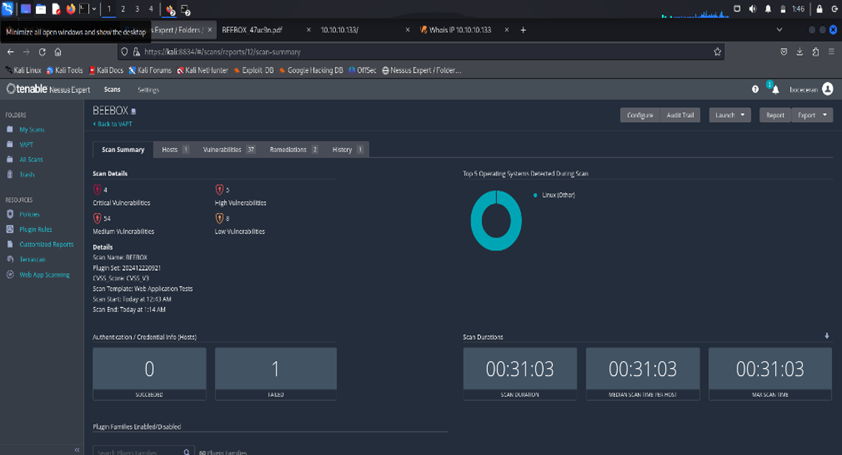 1 2 3 4
1:46
Minimize all open windows and show the desktop
s Expert / Folders /
BEEBOX_47ac9n.pdf
10.10.10.133/
Whois IP 10.10.10.133
https://kali:8834/#/scans/reports/12/scan-summary
Kali Linux
Kali Tools
Kali Docs
Kali Forums
Kali NetHunter
Exploit-DB
Google Hacking DB
OffSec
Nessus Expert / Folder…
tenable Nessus Expert
Scans
Settings
1
bocecenan
FOLDERS
My Scans
VAPT
All Scans
Trash
RESOURCES
Policies
Plugin Rules
Customized Reports
Terrascan
Web App Scanning
BEEBOX
Back to VAPT
Configure
Audit Trail
Launch
Report
Export
Scan Summary
Hosts 1
Vulnerabilities 37
Remediations 2
History 1
Scan Details
4
Critical Vulnerabilities
5
High Vulnerabilities
54
Medium Vulnerabilities
8
Low Vulnerabilities
Details
Scan Name: BEEBOX
Plugin Set: 202412220921
CVSS_Score: CVSS_V3
Scan Template: Web Application Tests
Scan Start: Today at 12:43 AM
Scan End: Today at 1:14 AM
Top 5 Operating Systems Detected During Scan
Linux (Other)
Authentication / Credential Info (Hosts)
0
SUCCEEDED
1
FAILED
Scan Durations
00:31:03
SCAN DURATION
00:31:03
MEDIAN SCAN TIME PER HOST
00:31:03
MAX SCAN TIME
Plugin Families Enabled/Disabled
Search Plugin Families
60 Plugin Families